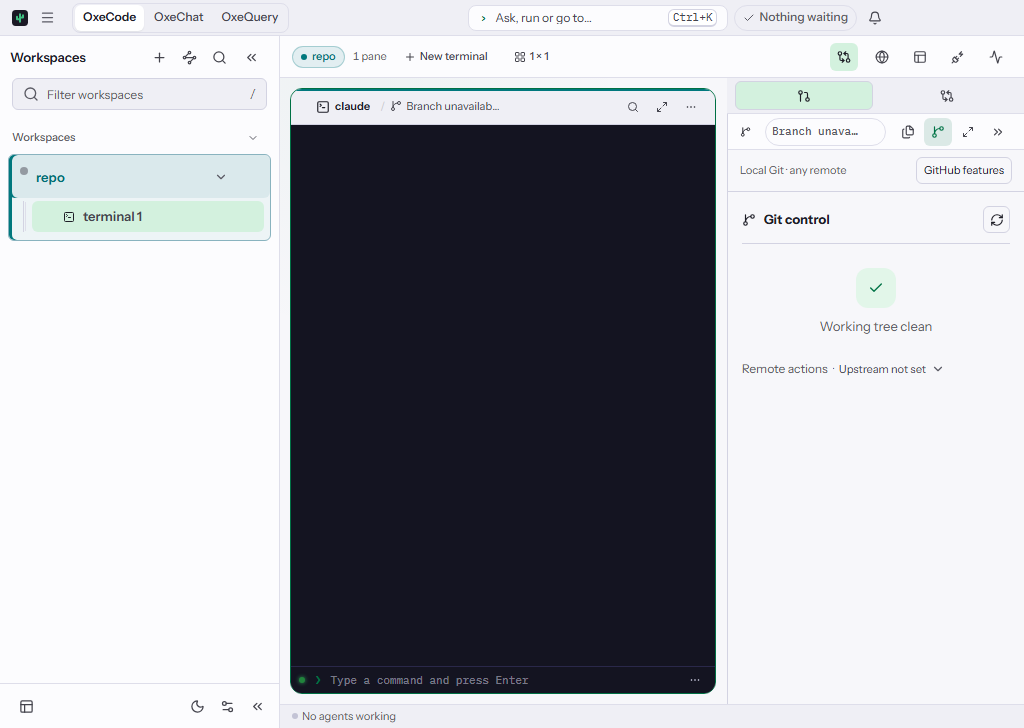 OxeCode OxeChat OxeQuery
› Ask, run or go to... Ctrl+K
Nothing waiting
Workspaces
Filter workspaces /
Workspaces
repo
terminal 1
repo 1 pane + New terminal 1×1
claude / Branch unavailab...
❯ Type a command and press Enter ...
Branch unava…
Local Git · any remote GitHub features
Git control
Working tree clean
Remote actions · Upstream not set
No agents working